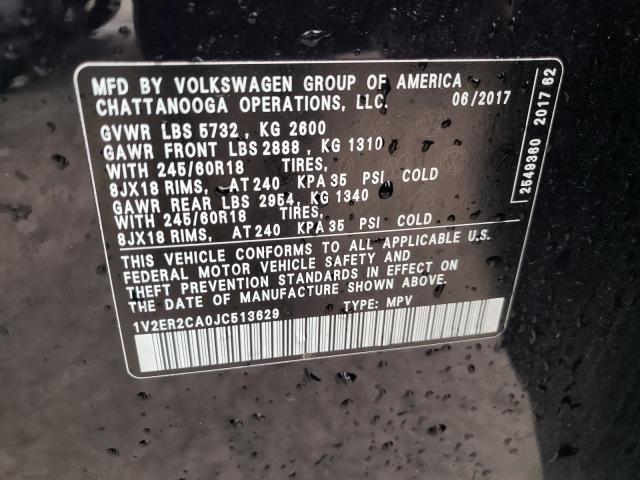 MFD BY VOLKSWAGEN GROUP OF AMERICA
CHATTANOOGA OPERATIONS, LLC. 06/2017
GVWR LBS 5732 , KG 2600
GAWR FRONT LBS 2888 , KG 1310
WITH 245/60R18 TIRES,
8JX18 RIMS, AT 240 KPA 35 PSI COLD
GAWR REAR LBS 2954, KG 1340
WITH 245/60R18 TIRES,
8JX18 RIMS, AT 240 KPA 35 PSI COLD
THIS VEHICLE CONFORMS TO ALL APPLICABLE U.S.
FEDERAL MOTOR VEHICLE SAFETY AND
THEFT PREVENTION STANDARDS IN EFFECT ON
THE DATE OF MANUFACTURE SHOWN ABOVE.
1V2ER2CA0JC513629 TYPE: MPV
2549360 2017 62